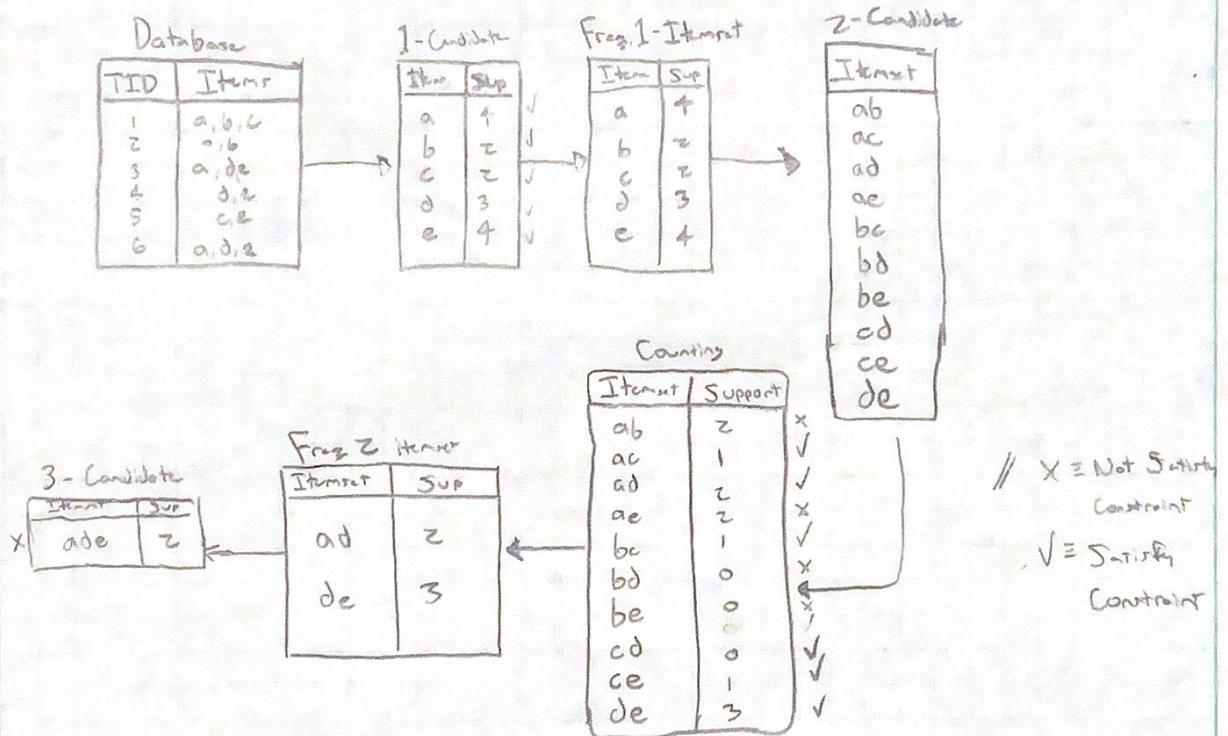 Database
TID Items
1 a, b, c
2 a, b
3 a, de
4 d, e
5 c, e
6 a, d, e
1-Candidate
Item Sup
a 4 ✓
b 2 ✓
c 2 ✓
d 3 ✓
e 4 ✓
Freq. 1-Itemset
Item Sup
a 4
b 2
c 2
d 3
e 4
2-Candidate
Itemset
ab
ac
ad
ae
bc
bd
be
cd
ce
de
Counting
Itemset Support
ab 2 x
ac 1 ✓
ad 2 ✓
ae 2 x
bc 1 ✓
bd 0 x
be 0 x
cd 0 ✓
ce 1 ✓
de 3 ✓
// x ≡ Not Satisfy
Constraint
✓ ≡ Satisfy
Constraint
Freq 2 itemset
Itemset Sup
ad 2
de 3
3-Candidate
Itemset Sup
x ade 2